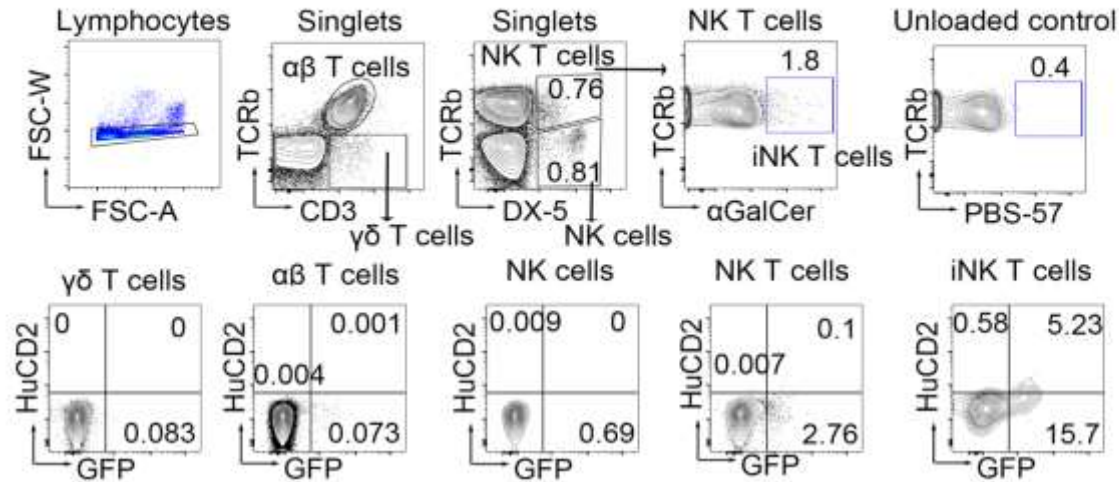 Lymphocytes
Singlets
Singlets
NK T cells
Unloaded control
FSC-W
FSC-A
αβ T cells
TCRb
CD3
γδ T cells
NK T cells
0.76
0.81
TCRb
DX-5
NK cells
1.8
iNK T cells
TCRb
αGalCer
0.4
TCRb
PBS-57
γδ T cells
αβ T cells
NK cells
NK T cells
iNK T cells
HuCD2
0 0
0.083
GFP
HuCD2
0.001
0.004
0.073
GFP
HuCD2
0.009 0
0.69
GFP
HuCD2
0.1
0.007
2.76
GFP
HuCD2
0.58 5.23
15.7
GFP